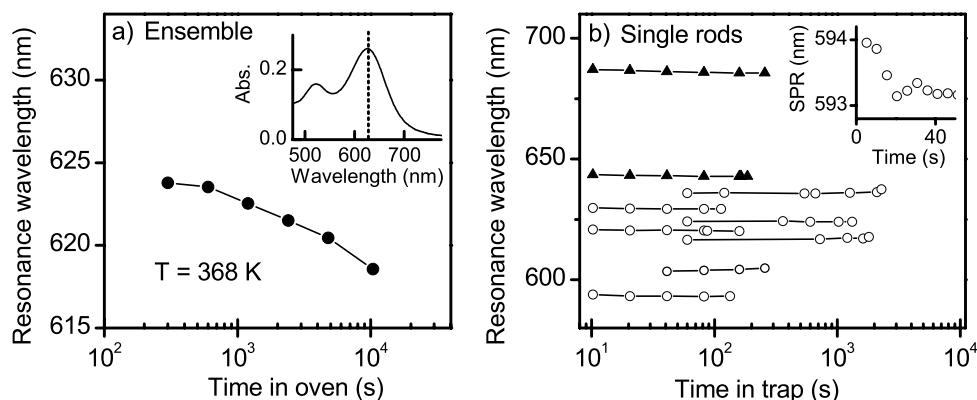 a) Ensemble
Resonance wavelength (nm)
630
625
620
615
10² 10³ 10⁴
Time in oven (s)
T = 368 K
Abs.
0.2
0.0
500 600 700
Wavelength (nm)
b) Single rods
Resonance wavelength (nm)
700
650
600
10¹ 10² 10³ 10⁴
Time in trap (s)
SPR (nm)
594
593
0 40
Time (s)